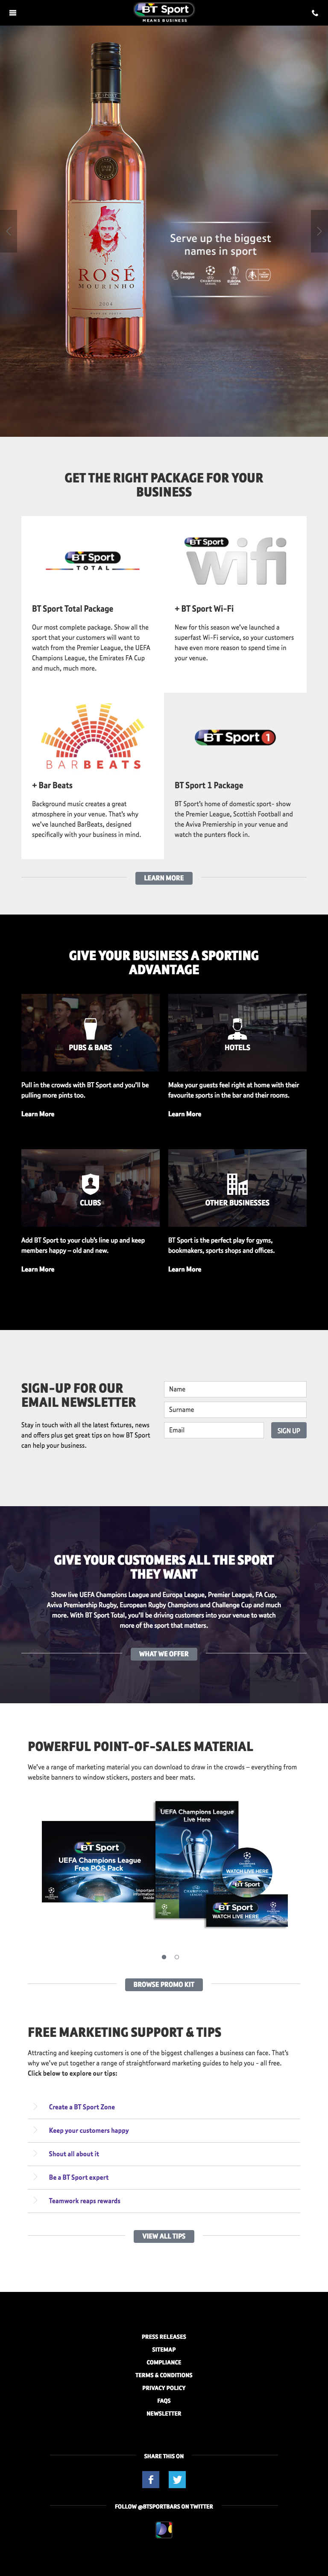 BT Sport
MEANS BUSINESS
BT SPORT
ROSÉ
MOURINHO
2004
Serve up the biggest
names in sport
Premier League
CHAMPIONS LEAGUE
EUROPA LEAGUE
GET THE RIGHT PACKAGE FOR YOUR
BUSINESS
BT Sport
TOTAL
BT Sport Total Package
Our most complete package. Show all the
sport that your customers will want to
watch from the Premier League, the UEFA
Champions League, the Emirates FA Cup
and much, much more.
BT Sport
wifi
+ BT Sport Wi-Fi
New for this season we've launched a
superfast Wi-Fi service, so your customers
have even more reason to spend time in
your venue.
BARBEATS
+ Bar Beats
Background music creates a great
atmosphere in your venue. That's why
we've launched BarBeats, designed
specifically with your business in mind.
BT Sport 1
BT Sport 1 Package
BT Sport's home of domestic sport- show
the Premier League, Scottish Football and
the Aviva Premiership in your venue and
watch the punters flock in.
LEARN MORE
GIVE YOUR BUSINESS A SPORTING
ADVANTAGE
PUBS & BARS
Pull in the crowds with BT Sport and you'll be
pulling more pints too.
Learn More
HOTELS
Make your guests feel right at home with their
favourite sports in the bar and their rooms.
Learn More
CLUBS
Add BT Sport to your club's line up and keep
members happy – old and new.
Learn More
OTHER BUSINESSES
BT Sport is the perfect play for gyms,
bookmakers, sports shops and offices.
Learn More
SIGN-UP FOR OUR
EMAIL NEWSLETTER
Stay in touch with all the latest fixtures, news
and offers plus get great tips on how BT Sport
can help your business.
Name
Surname
Email
SIGN UP
GIVE YOUR CUSTOMERS ALL THE SPORT
THEY WANT
Show live UEFA Champions League and Europa League, Premier League, FA Cup,
Aviva Premiership Rugby, European Rugby Champions and Challenge Cup and much
more. With BT Sport Total, you'll be driving customers into your venue to watch
more of the sport that matters.
WHAT WE OFFER
POWERFUL POINT-OF-SALES MATERIAL
We've a range of marketing material you can download to draw in the crowds – everything from
website banners to window stickers, posters and beer mats.
BT Sport
UEFA Champions League
Free POS Pack
Important
information
inside
UEFA Champions League
Live Here
WATCH LIVE HERE
BT Sport
BT Sport
WATCH LIVE HERE
BROWSE PROMO KIT
FREE MARKETING SUPPORT & TIPS
Attracting and keeping customers is one of the biggest challenges a business can face. That's
why we've put together a range of straightforward marketing guides to help you - all free.
Click below to explore our tips:
Create a BT Sport Zone
Keep your customers happy
Shout all about it
Be a BT Sport expert
Teamwork reaps rewards
VIEW ALL TIPS
PRESS RELEASES
SITEMAP
COMPLIANCE
TERMS & CONDITIONS
PRIVACY POLICY
FAQS
NEWSLETTER
SHARE THIS ON
FOLLOW @BTSPORTBARS ON TWITTER